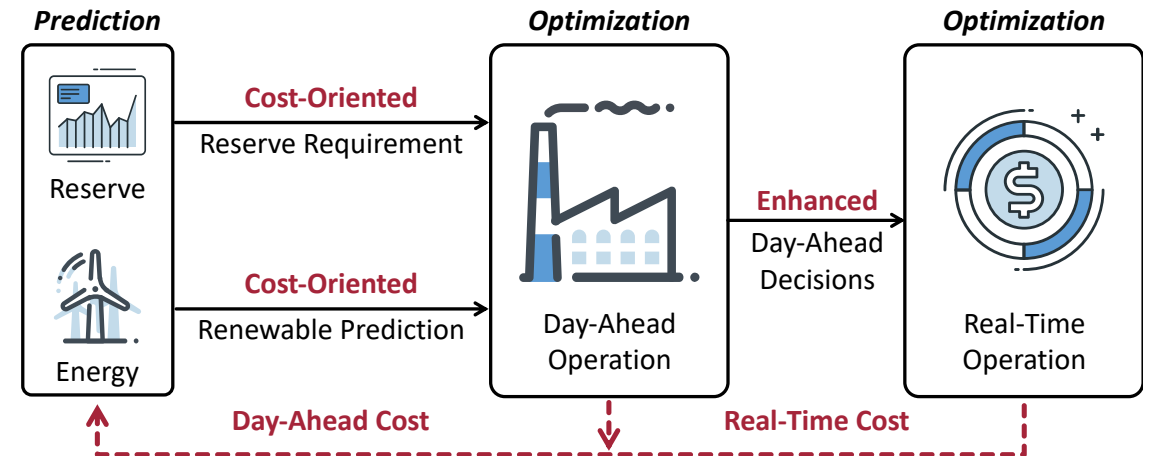 Prediction
Optimization
Optimization
Reserve
Energy
Cost-Oriented
Reserve Requirement
Cost-Oriented
Renewable Prediction
Day-Ahead
Operation
Enhanced
Day-Ahead
Decisions
$
Real-Time
Operation
Day-Ahead Cost
Real-Time Cost